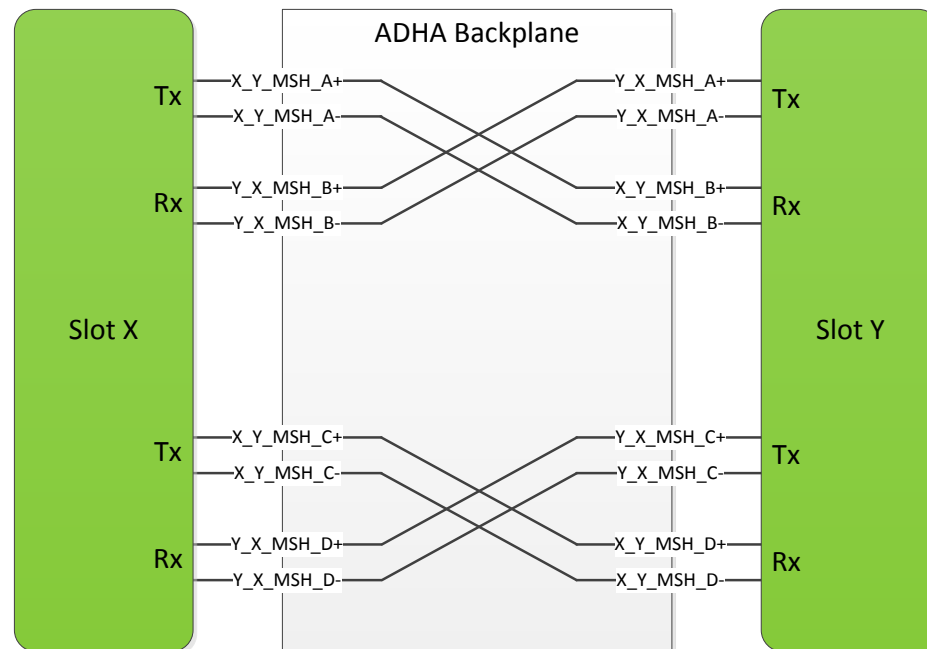 ADHA Backplane
X_Y_MSH_A+
Y_X_MSH_A+
Tx
Tx
X_Y_MSH_A-
Y_X_MSH_A-
Y_X_MSH_B+
X_Y_MSH_B+
Rx
Rx
Y_X_MSH_B-
X_Y_MSH_B-
Slot X
Slot Y
X_Y_MSH_C+
Y_X_MSH_C+
Tx
Tx
X_Y_MSH_C-
Y_X_MSH_C-
Y_X_MSH_D+
X_Y_MSH_D+
Rx
Rx
Y_X_MSH_D-
X_Y_MSH_D-